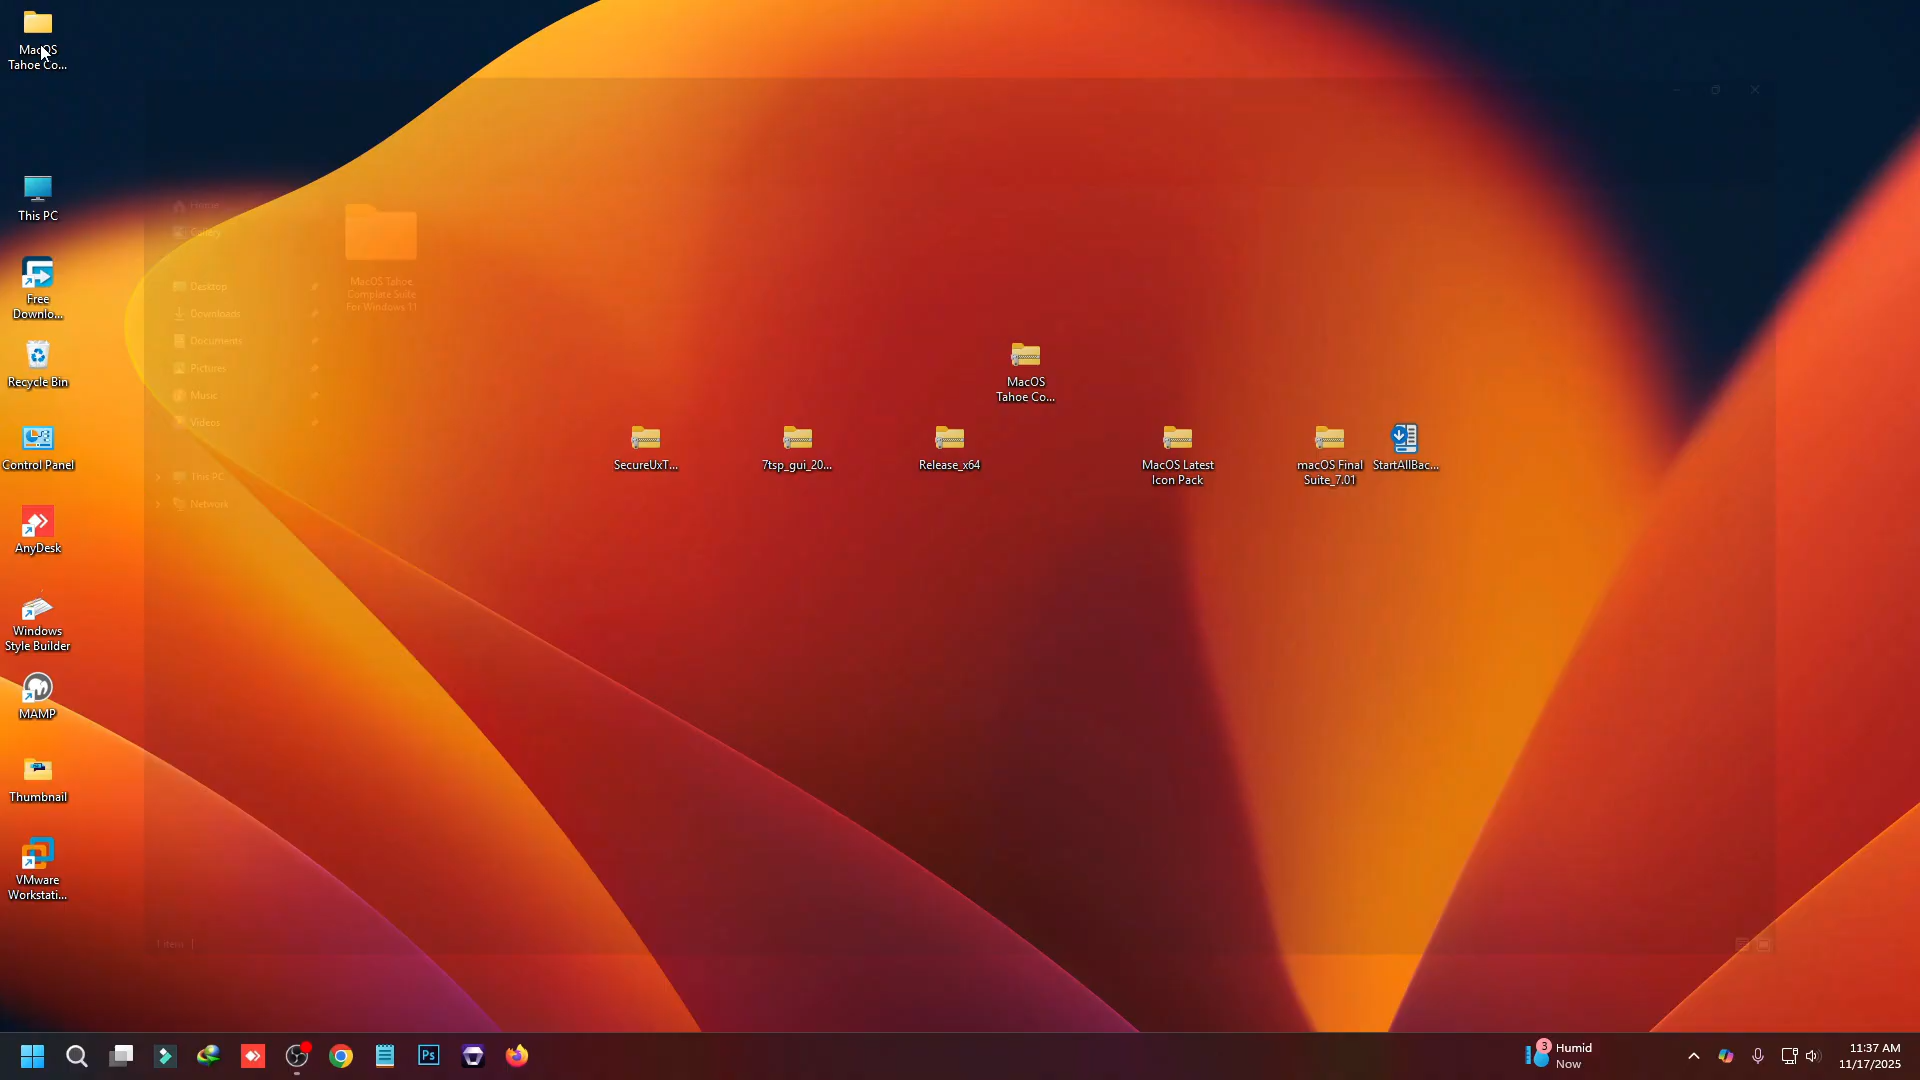 MacOS
Tahoe Co...
This PC
Free
Downlo...
Recycle Bin
Control Panel
AnyDesk
Windows
Style Builder
MAMP
Thumbnail
VMware
Workstati...
Home
Gallery
Desktop
Downloads
Documents
Pictures
Music
Videos
This PC
Network
MacOS Tahoe
Complete Suite
For Windows 11
1 item
MacOS
Tahoe Co...
SecureUxT...
7tsp_gui_20...
Release_x64
MacOS Latest
Icon Pack
macOS Final
Suite_7.01
StartAllBac...
Ps
3
Humid
Now
11:37 AM
11/17/2025